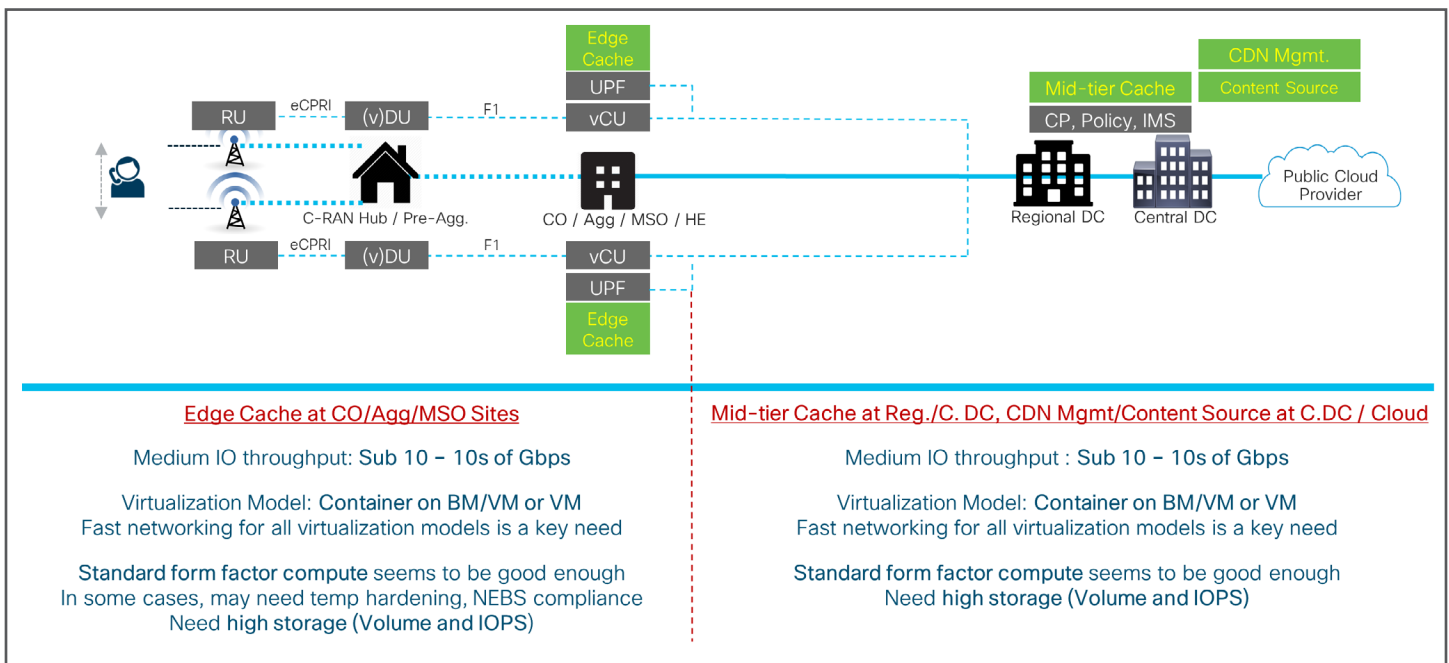 Edge
Cache
UPF
vCU
RU
eCPRI
(v)DU
F1
CDN Mgmt.
Content Source
Mid-tier Cache
CP, Policy, IMS
Public Cloud
Provider
C-RAN Hub / Pre-Agg.
CO / Agg / MSO / HE
Regional DC
Central DC
RU
eCPRI
(v)DU
F1
vCU
UPF
Edge
Cache
Edge Cache at CO/Agg/MSO Sites
Medium IO throughput: Sub 10 – 10s of Gbps
Virtualization Model: Container on BM/VM or VM
Fast networking for all virtualization models is a key need
Standard form factor compute seems to be good enough
In some cases, may need temp hardening, NEBS compliance
Need high storage (Volume and IOPS)
Mid-tier Cache at Reg./C. DC, CDN Mgmt/Content Source at C.DC / Cloud
Medium IO throughput : Sub 10 – 10s of Gbps
Virtualization Model: Container on BM/VM or VM
Fast networking for all virtualization models is a key need
Standard form factor compute seems to be good enough
Need high storage (Volume and IOPS)